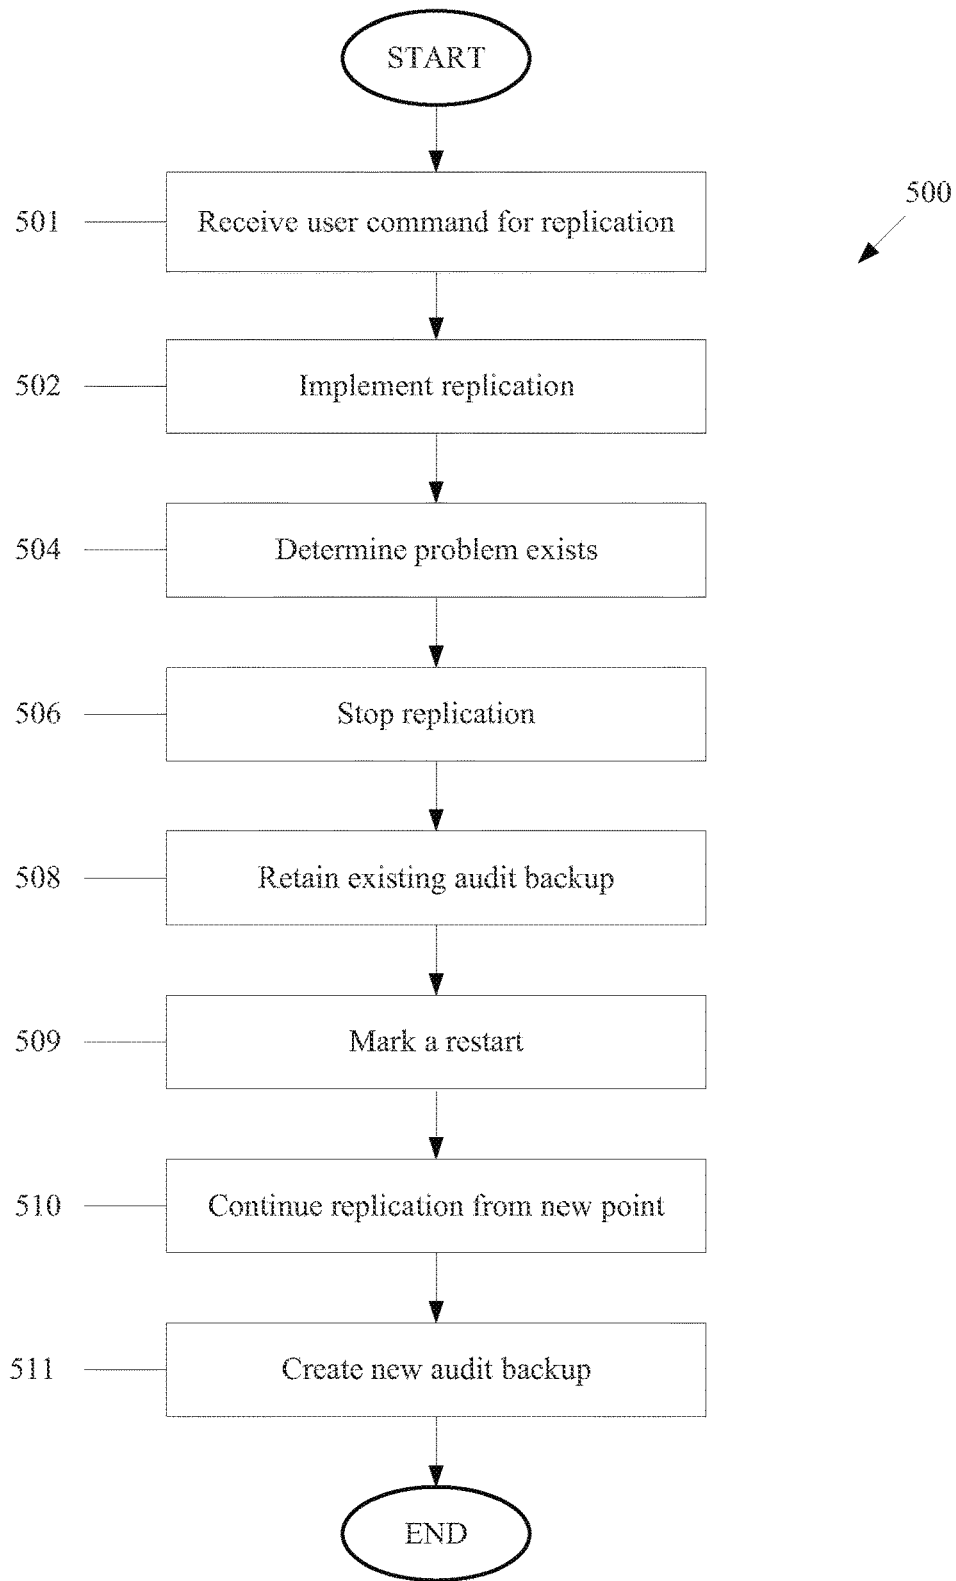 START
500
501
Receive user command for replication
502
Implement replication
504
Determine problem exists
506
Stop replication
508
Retain existing audit backup
509
Mark a restart
510
Continue replication from new point
511
Create new audit backup
END